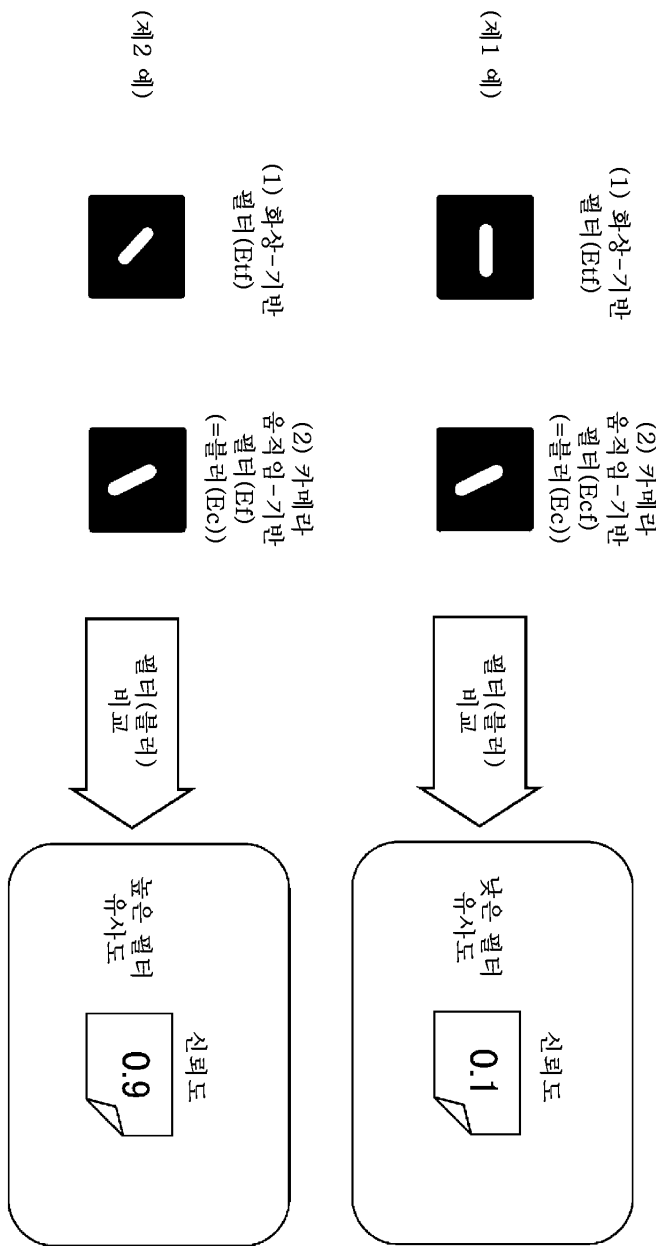 (제1 예)
(1) 화상-기반
필터(Etf)
(2) 카메라
움직임-기반
필터(Ecf)
(=블러(Ec))
필터(블러)
비교
낮은 필터
유사도
신뢰도
0.1
(제2 예)
(1) 화상-기반
필터(Etf)
(2) 카메라
움직임-기반
필터(Ef)
(=블러(Ec))
필터(블러)
비교
높은 필터
유사도
신뢰도
0.9